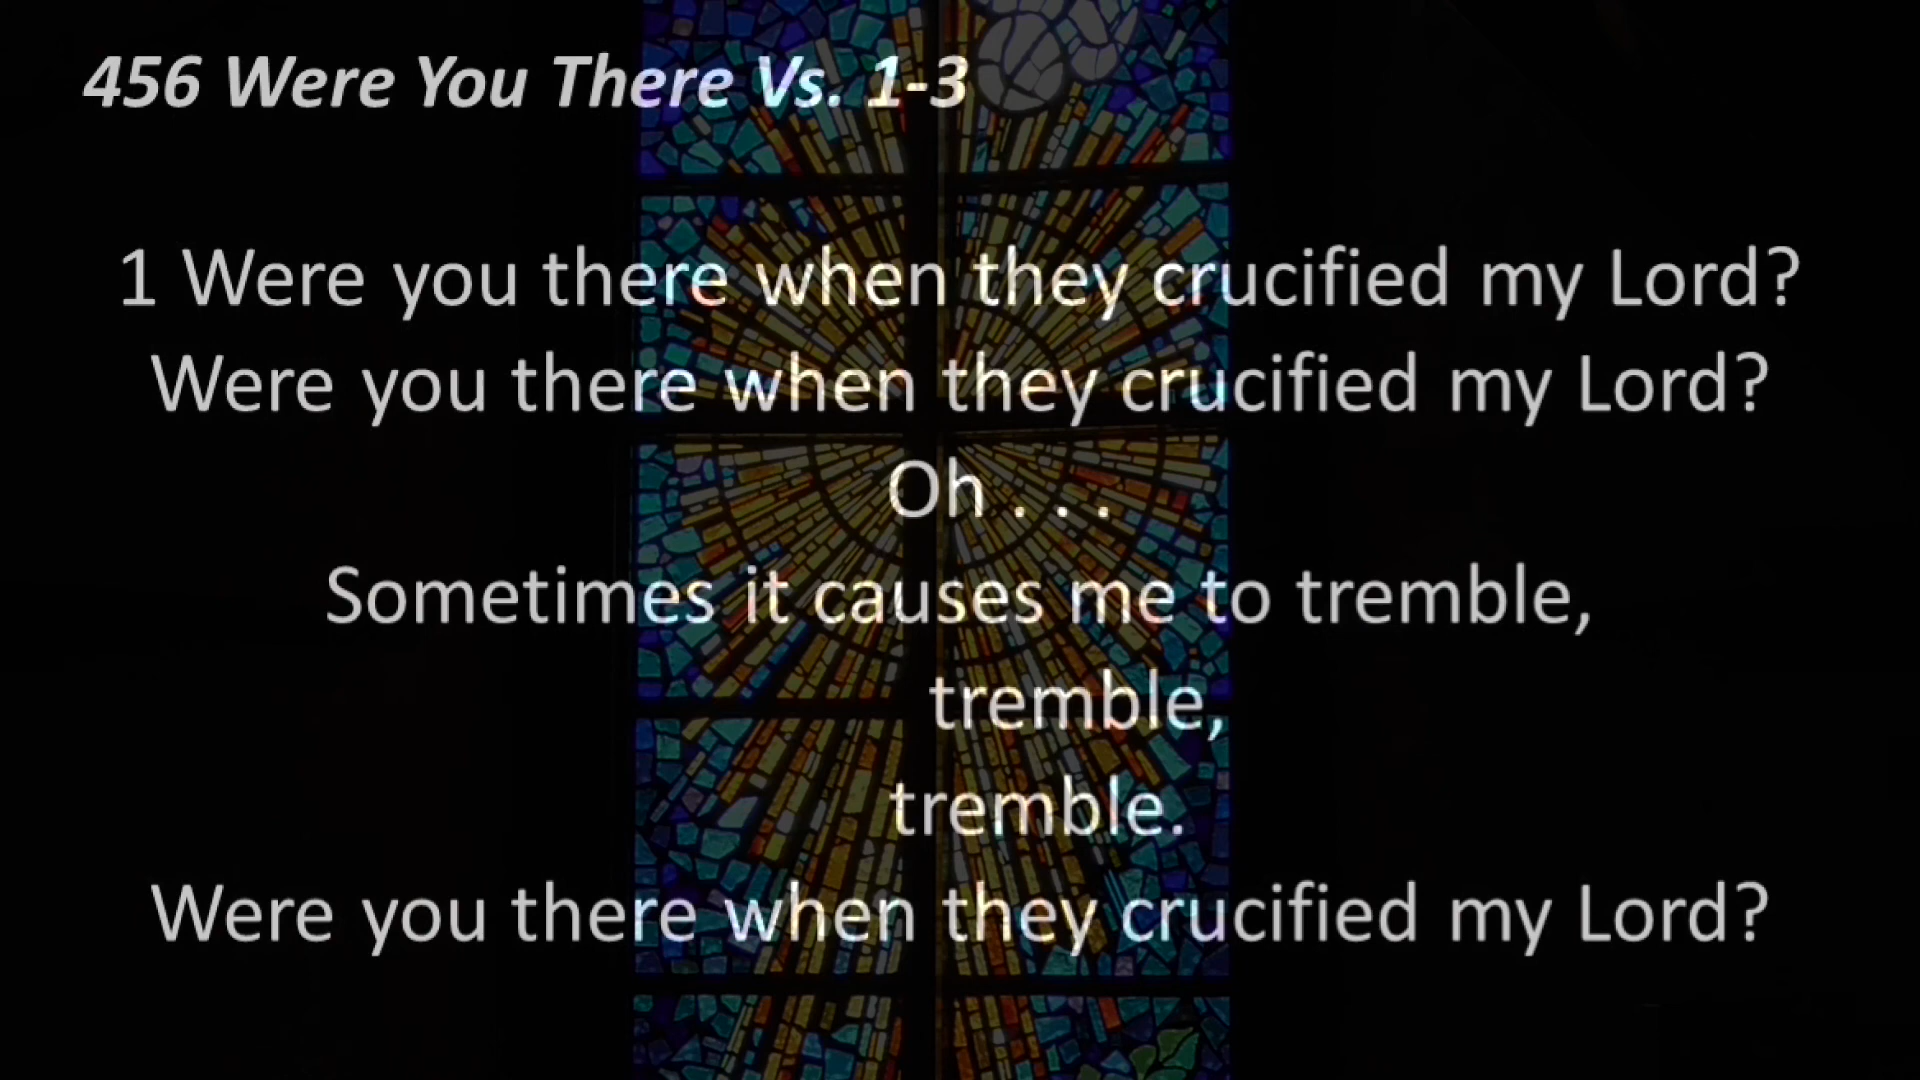 456 Were You There Vs. 1-3
1 Were you there when they crucified my Lord?
Were you there when they crucified my Lord?
Oh . . .
Sometimes it causes me to tremble,
tremble,
tremble.
Were you there when they crucified my Lord?